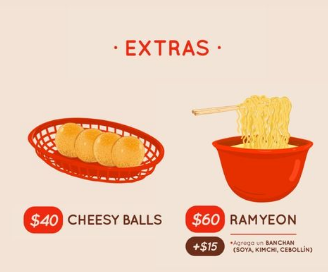 · EXTRAS ·
$40 CHEESY BALLS
$60 RAMYEON
+$15 +Agrega un BANCHAN
(SOYA, KIMCHI, CEBOLLÍN)